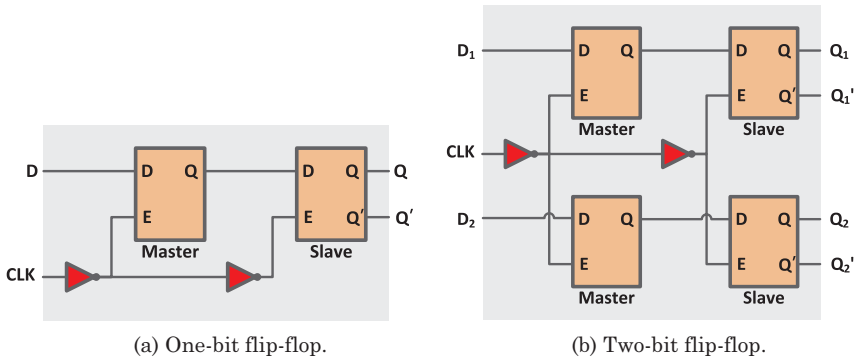 D
CLK
D Q
E
Master
D Q
E Q′
Slave
Q
Q′
(a) One-bit flip-flop.
D₁
CLK
D₂
D Q
E
Master
D Q
E Q'
Slave
Q₁
Q₁'
D Q
E
Master
D Q
E Q'
Slave
Q₂
Q₂'
(b) Two-bit flip-flop.